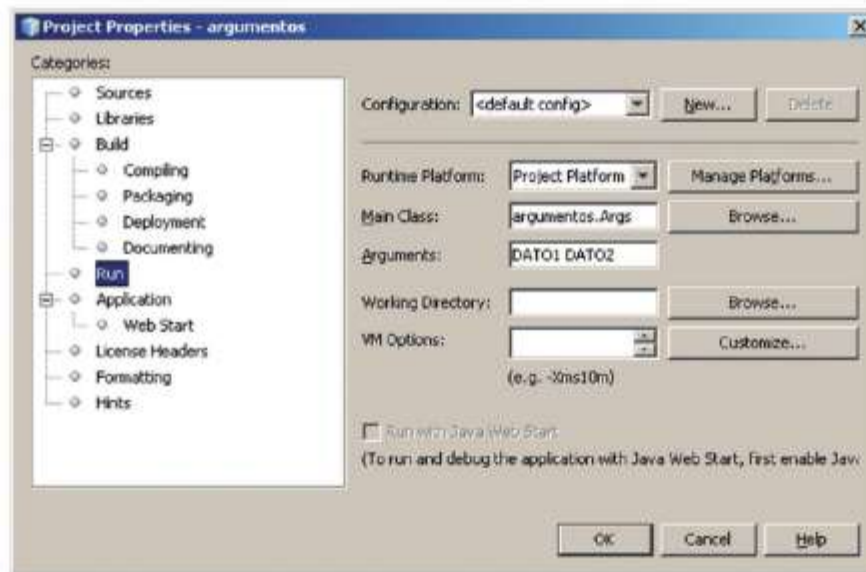 Project Properties - argumentos
Categories:
Sources
Libraries
Build
Compiling
Packaging
Deployment
Documenting
Run
Application
Web Start
License Headers
Formatting
Hints
Configuration: <default config> New... Delete
Runtime Platform: Project Platform Manage Platforms...
Main Class: argumentos.Args Browse...
Arguments: DATO1 DATO2
Working Directory: Browse...
VM Options: Customize...
(e.g. -Xms10m)
Run with Java Web Start
(To run and debug the application with Java Web Start, first enable Jav
OK Cancel Help